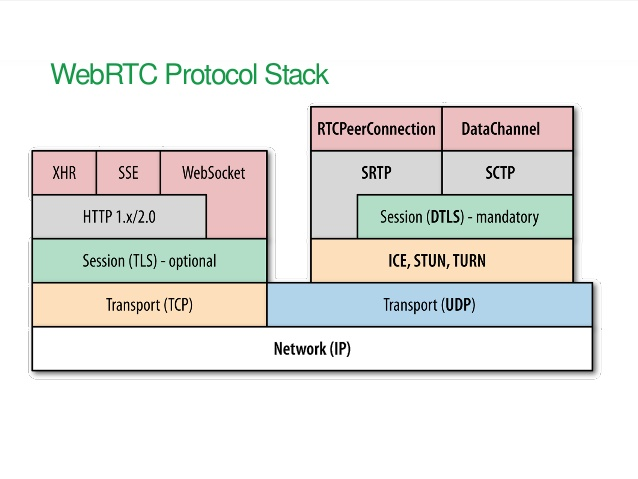 WebRTC Protocol Stack
RTCPeerConnection DataChannel
XHR SSE WebSocket SRTP SCTP
HTTP 1.x/2.0 Session (DTLS) - mandatory
Session (TLS) - optional ICE, STUN, TURN
Transport (TCP) Transport (UDP)
Network (IP)